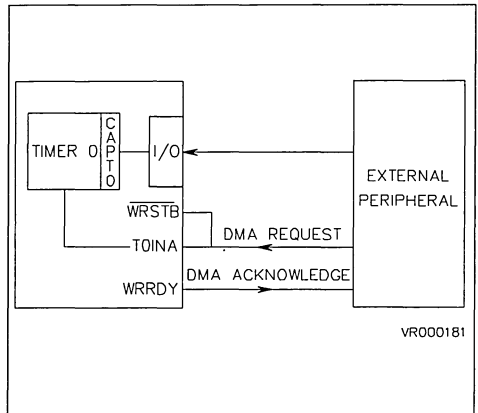 TIMER 0
CAPT0
I/O
EXTERNAL
PERIPHERAL
WRSTB
T0INA
DMA REQUEST
WRRDY
DMA ACKNOWLEDGE
VR000181